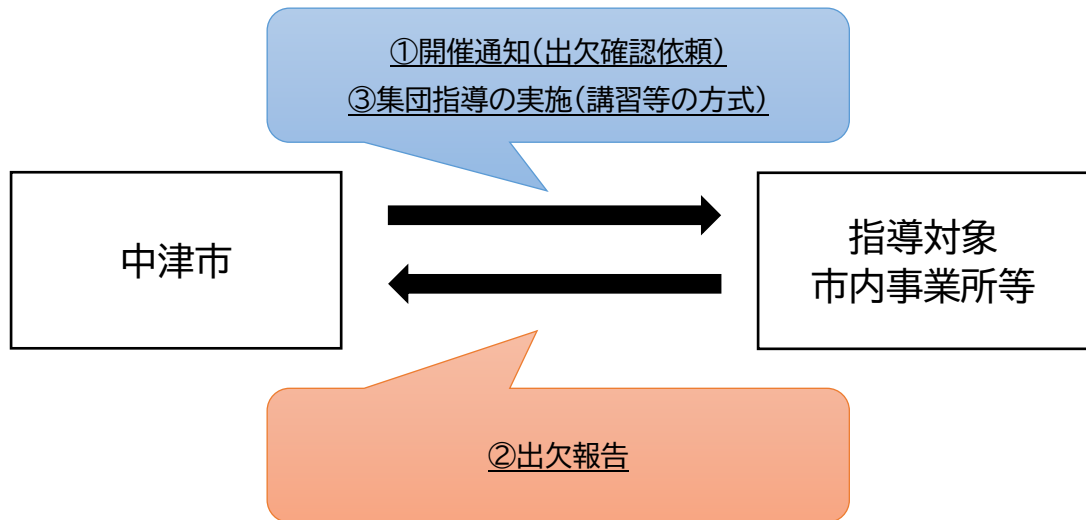 ①開催通知(出欠確認依頼)
③集団指導の実施(講習等の方式)
中津市
指導対象
市内事業所等
②出欠報告